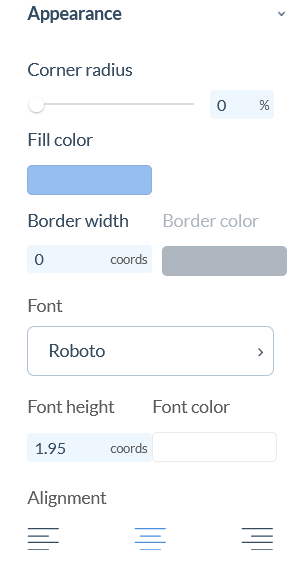 Appearance
Corner radius
0 %
Fill color
Border width Border color
0 coords
Font
Roboto
Font height Font color
1.95 coords
Alignment